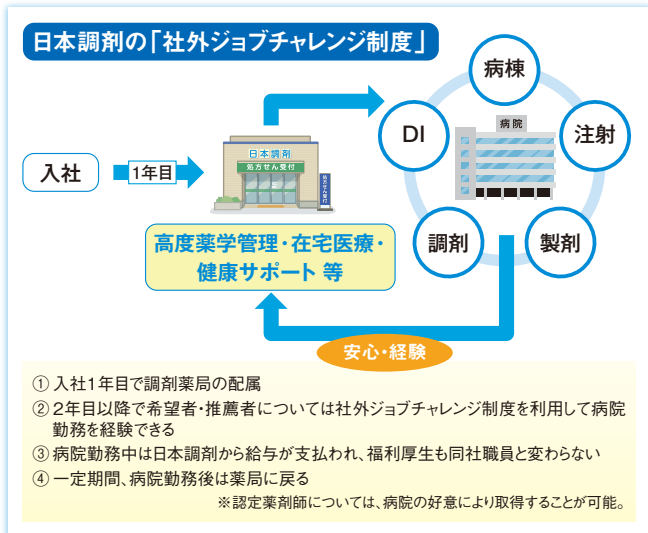 日本調剤の「社外ジョブチャレンジ制度」
入社
1年目
日本調剤
処方せん受付
処方せん受付
高度薬学管理・在宅医療・
健康サポート 等
病院
病棟
DI
注射
調剤
製剤
安心・経験
① 入社1年目で調剤薬局の配属
② 2年目以降で希望者・推薦者については社外ジョブチャレンジ制度を利用して病院
勤務を経験できる
③ 病院勤務中は日本調剤から給与が支払われ、福利厚生も同社職員と変わらない
④ 一定期間、病院勤務後は薬局に戻る
※認定薬剤師については、病院の好意により取得することが可能。